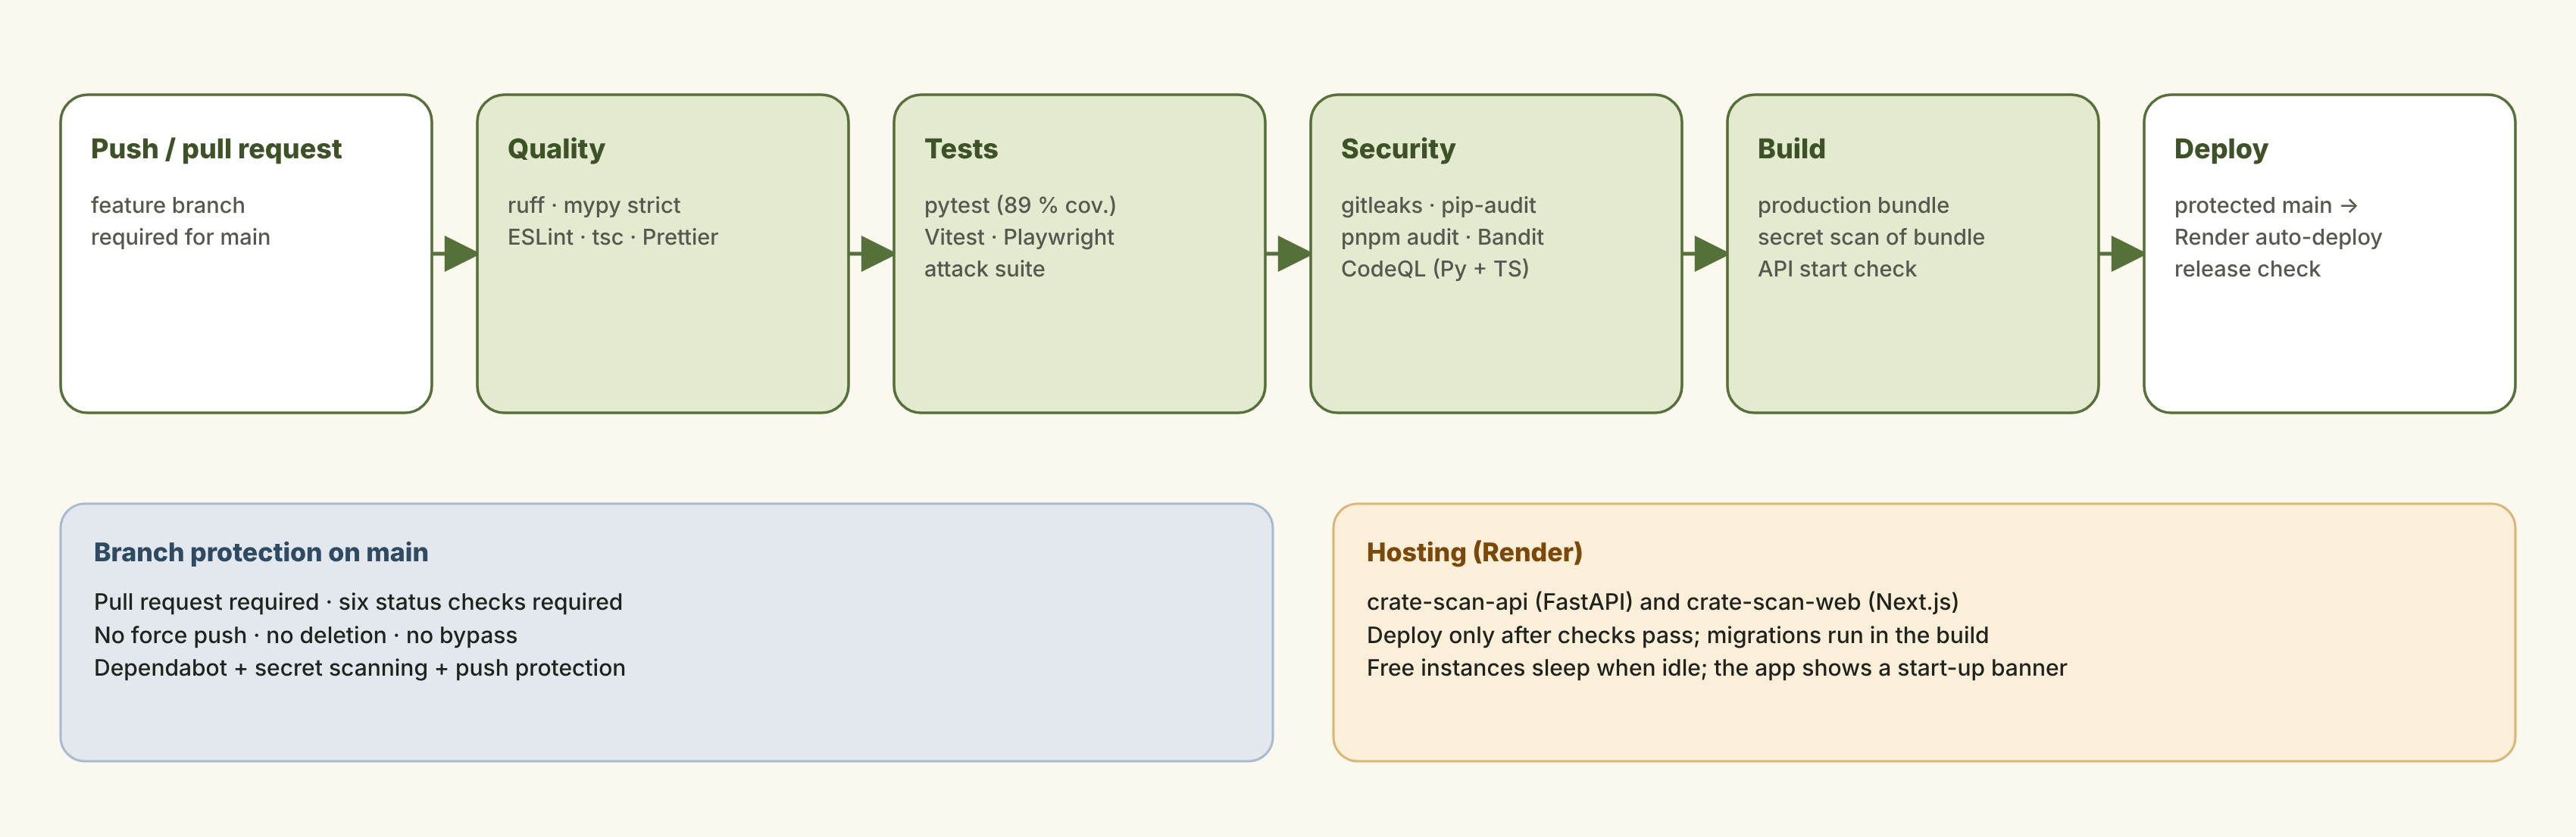 Push / pull request
feature branch
required for main
Quality
ruff · mypy strict
ESLint · tsc · Prettier
Tests
pytest (89 % cov.)
Vitest · Playwright
attack suite
Security
gitleaks · pip-audit
pnpm audit · Bandit
CodeQL (Py + TS)
Build
production bundle
secret scan of bundle
API start check
Deploy
protected main →
Render auto-deploy
release check
Branch protection on main
Pull request required · six status checks required
No force push · no deletion · no bypass
Dependabot + secret scanning + push protection
Hosting (Render)
crate-scan-api (FastAPI) and crate-scan-web (Next.js)
Deploy only after checks pass; migrations run in the build
Free instances sleep when idle; the app shows a start-up banner